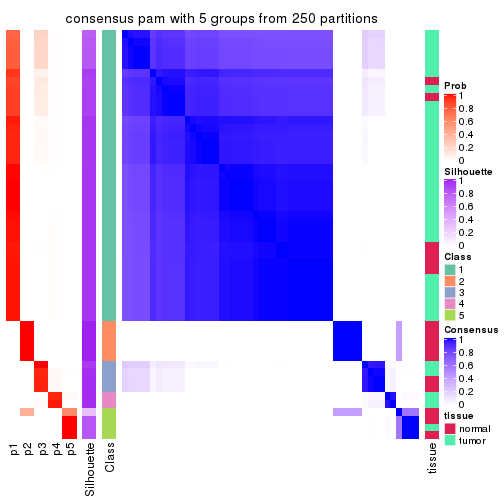 consensus pam with 5 groups from 250 partitions
Prob
1
0.8
0.6
0.4
0.2
0
Silhouette
1
0.8
0.6
0.4
0.2
0
Class
1
2
3
4
5
Consensus
1
0.8
0.6
0.4
0.2
0
tissue
normal
tumor
p1
p2
p3
p4
p5
Silhouette
Class
tissue